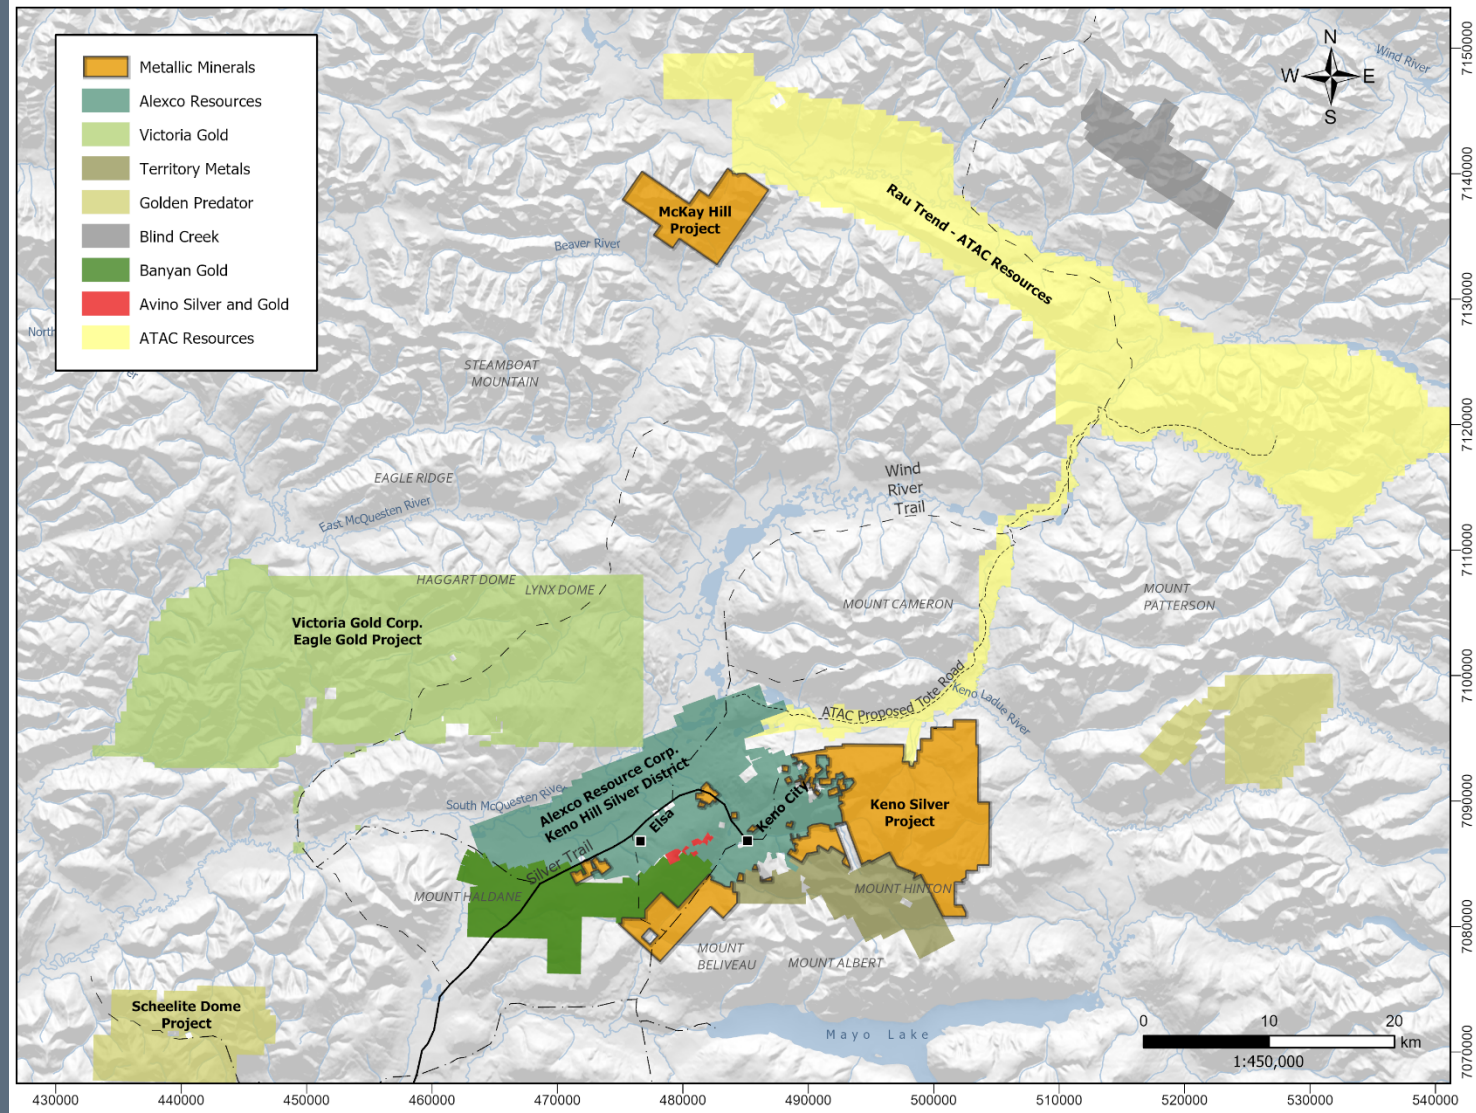 Metallic Minerals
Alexco Resources
Victoria Gold
Territory Metals
Golden Predator
Blind Creek
Banyan Gold
Avino Silver and Gold
ATAC Resources
N
W
E
S
Wind River
McKay Hill
Project
Rau Trend - ATAC Resources
Beaver River
North
er
STEAMBOAT
MOUNTAIN
EAGLE RIDGE
East McQuesten River
Wind
River
Trail
HAGGART DOME
LYNX DOME
MOUNT CAMERON
MOUNT
PATTERSON
Victoria Gold Corp.
Eagle Gold Project
ATAC Proposed Tote Road
Keno Ladue River
Alexco Resource Corp.
Keno Hill Silver District
South McQuesten River
Elsa
Keno City
Keno Silver
Project
Silver Trail
MOUNT HALDANE
MOUNT HINTON
MOUNT
BELIVEAU
MOUNT ALBERT
Scheelite Dome
Project
Mayo Lake
0
10
20
km
1:450,000
7150000
7140000
7130000
7120000
7110000
7100000
7090000
7080000
7070000
430000
440000
450000
460000
470000
480000
490000
500000
510000
520000
530000
540000